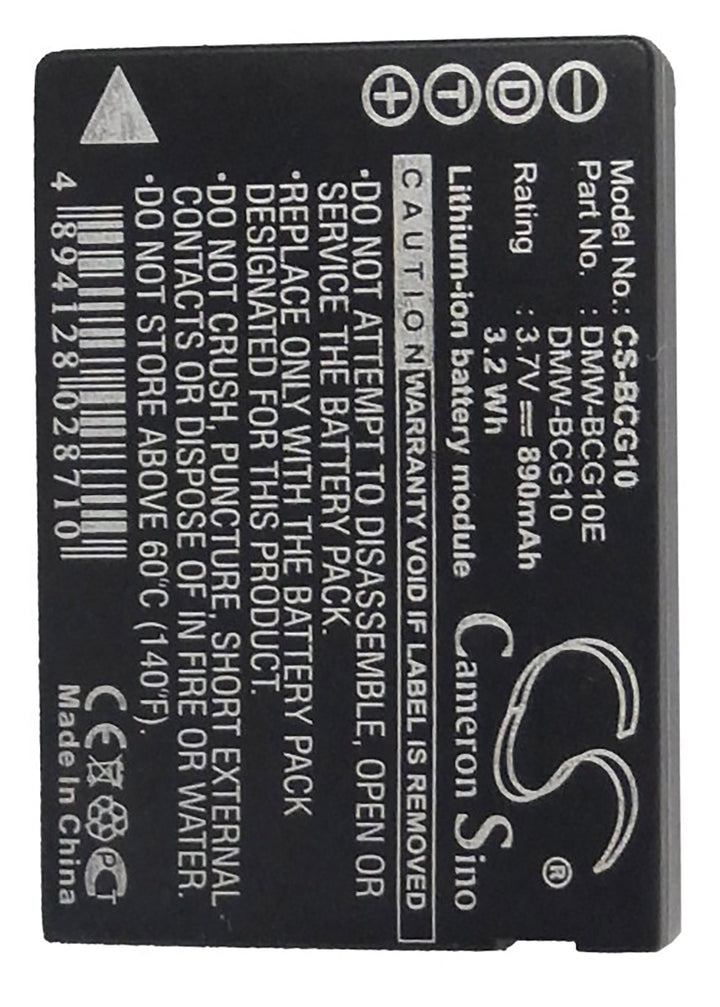 − D T +
Model No.: CS-BCG10
Part No. : DMW-BCG10E
DMW-BCG10
Rating : 3.7V 890mAh
3.2 Wh
Lithium-ion battery module
CS
®
Cameron Sino
CAUTION WARRANTY VOID IF LABEL IS REMOVED
·DO NOT ATTEMPT TO DISASSEMBLE, OPEN OR
SERVICE THE BATTERY PACK.
·REPLACE ONLY WITH THE BATTERY PACK
DESIGNATED FOR THIS PRODUCT.
·DO NOT CRUSH, PUNCTURE, SHORT EXTERNAL
CONTACTS OR DISPOSE OF IN FIRE OR WATER.
·DO NOT STORE ABOVE 60°C (140°F).
4 894128 028710
CE PCT
Made In China